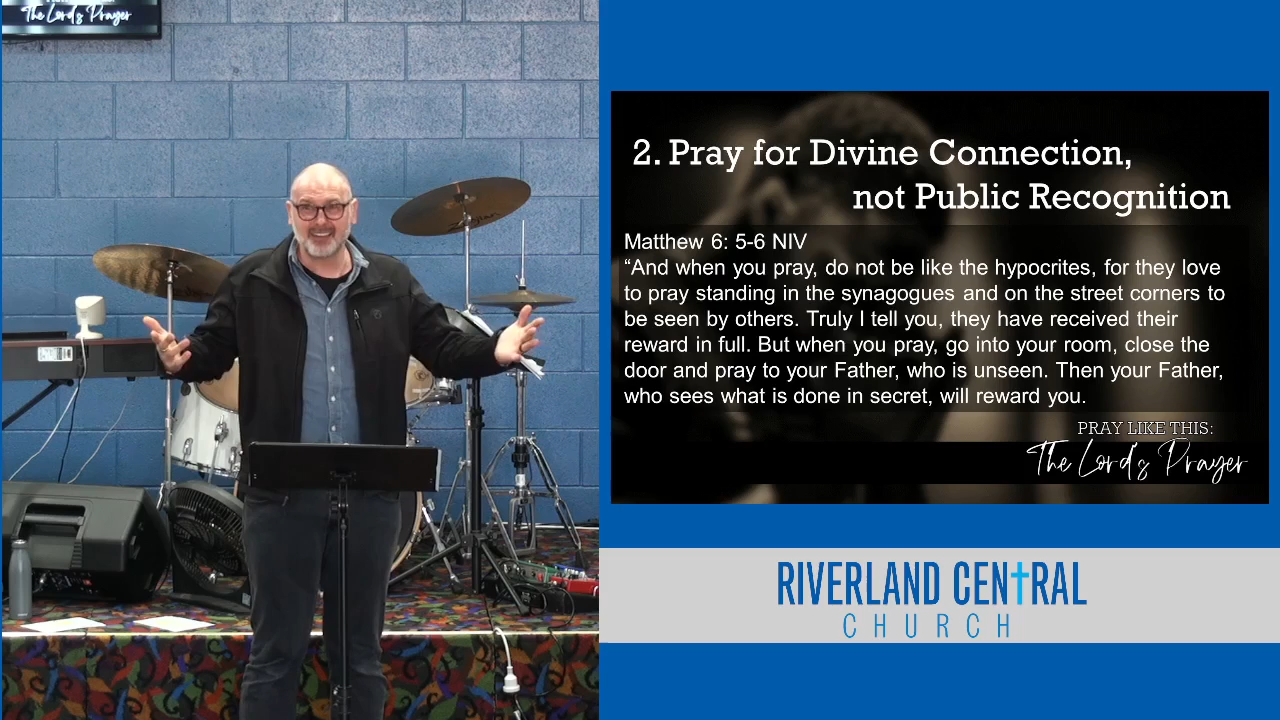 The Lord's Prayer
2. Pray for Divine Connection,
not Public Recognition
Matthew 6: 5-6 NIV
“And when you pray, do not be like the hypocrites, for they love
to pray standing in the synagogues and on the street corners to
be seen by others. Truly I tell you, they have received their
reward in full. But when you pray, go into your room, close the
door and pray to your Father, who is unseen. Then your Father,
who sees what is done in secret, will reward you.
PRAY LIKE THIS:
The Lord's Prayer
RIVERLAND CENTRAL
CHURCH